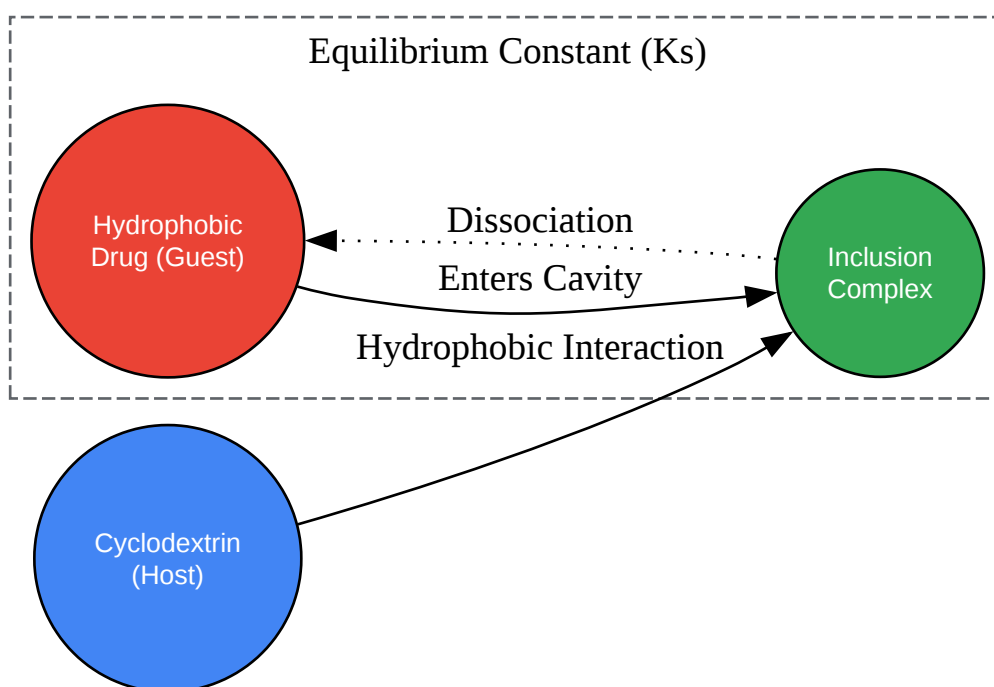 Equilibrium Constant (Ks)
Hydrophobic
Drug (Guest)
Dissociation
Enters Cavity
Hydrophobic Interaction
Inclusion
Complex
Cyclodextrin
(Host)